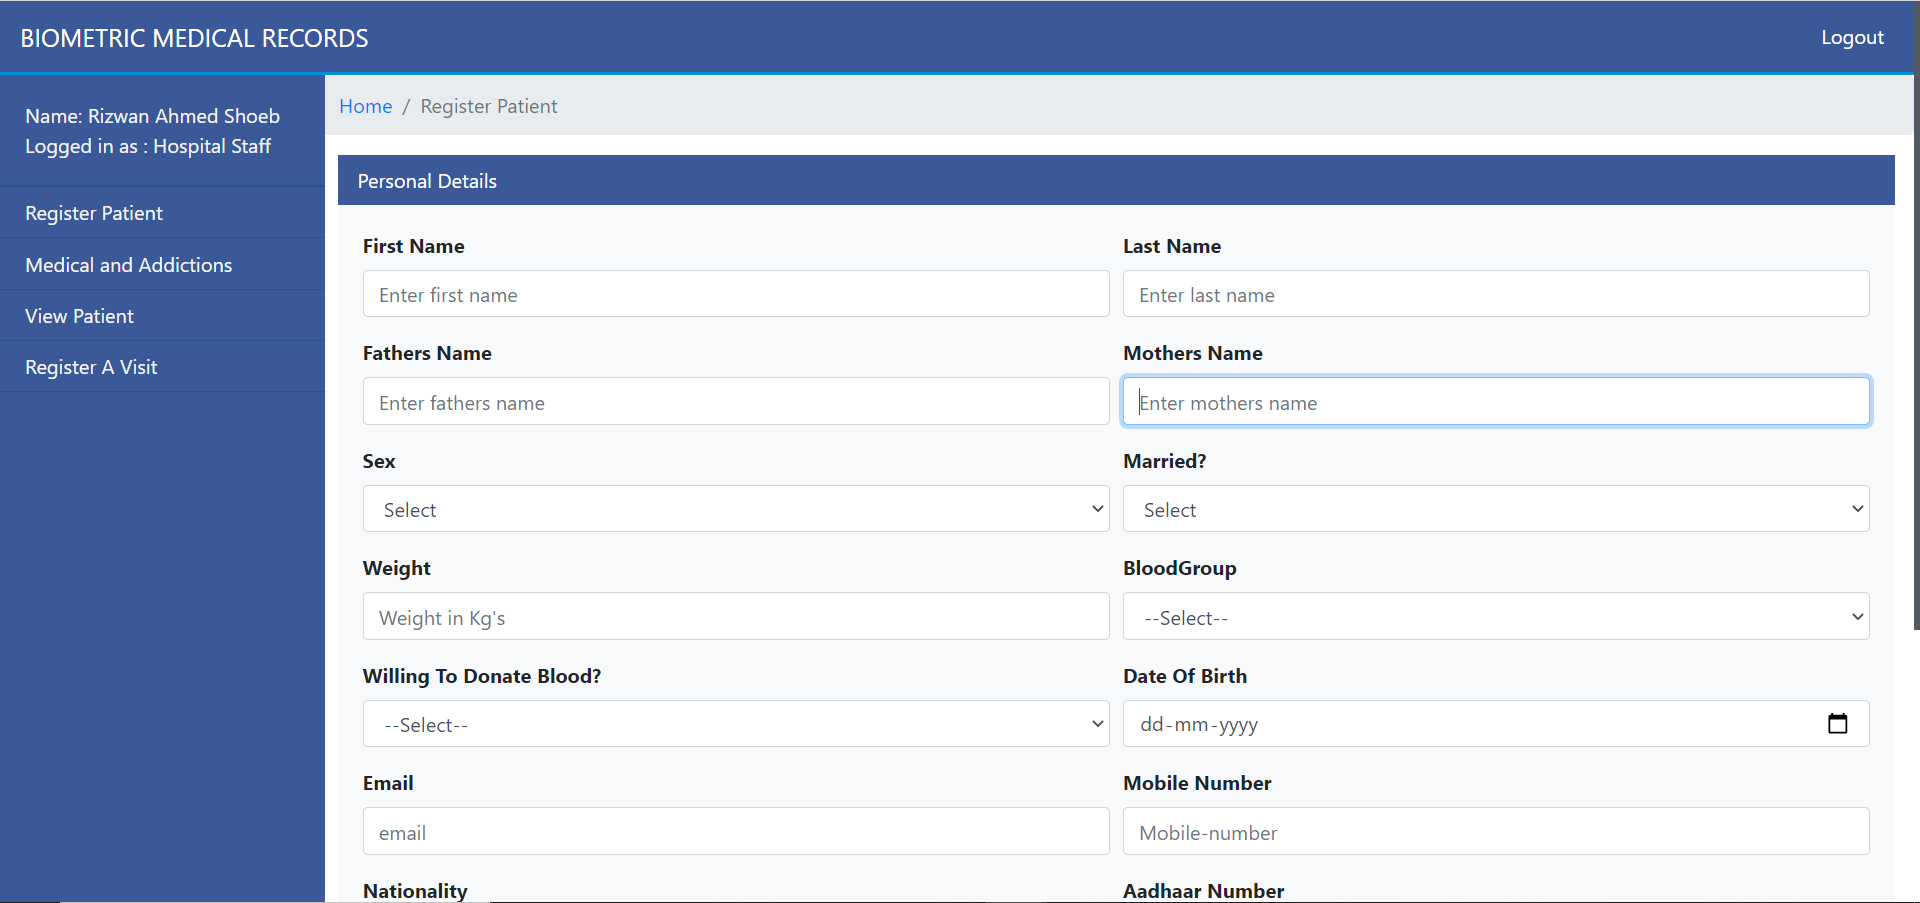 BIOMETRIC MEDICAL RECORDS
Logout
Name: Rizwan Ahmed Shoeb
Logged in as : Hospital Staff
Register Patient
Medical and Addictions
View Patient
Register A Visit
Home / Register Patient
Personal Details
First Name
Last Name
Enter first name
Enter last name
Fathers Name
Mothers Name
Enter fathers name
Enter mothers name
Sex
Married?
Select
Select
Weight
BloodGroup
Weight in Kg's
--Select--
Willing To Donate Blood?
Date Of Birth
--Select--
dd-mm-yyyy
Email
Mobile Number
email
Mobile-number
Nationality
Aadhaar Number